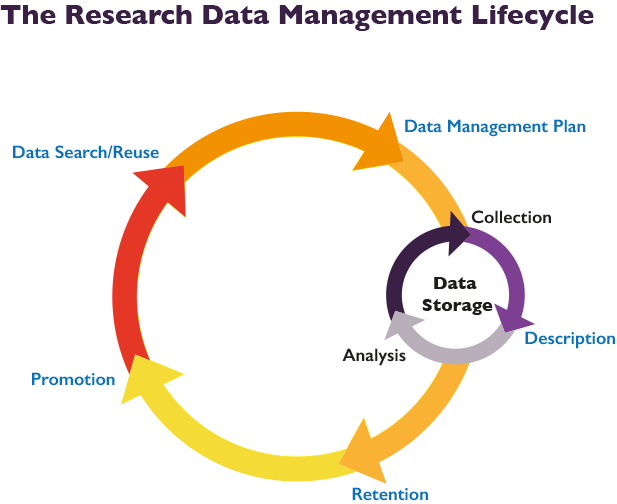 The Research Data Management Lifecycle
Data Management Plan
Data Search/Reuse
Collection
Data
Storage
Description
Analysis
Promotion
Retention